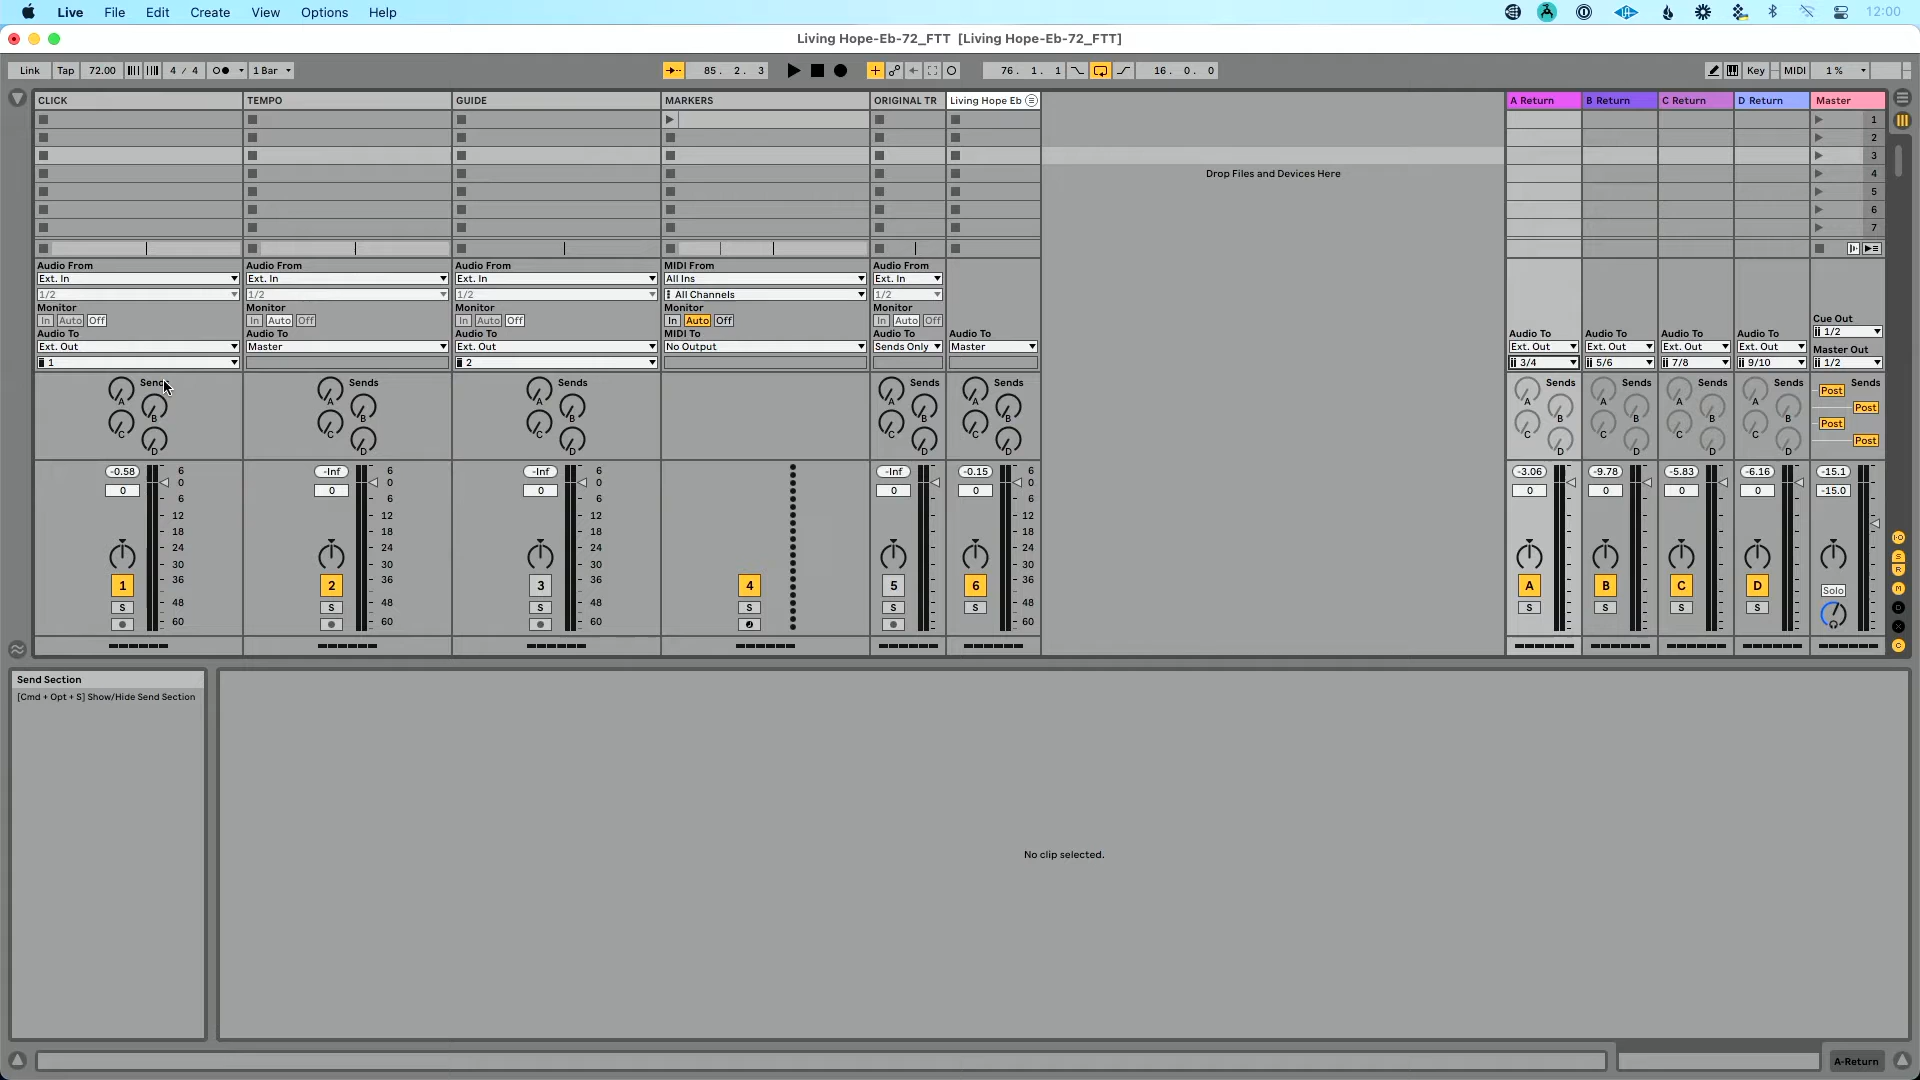 Live File Edit Create View Options Help 12:00
Living Hope-Eb-72_FTT [Living Hope-Eb-72_FTT]
Link Tap 72.00 4 / 4 1 Bar 85. 2. 3 76. 1. 1 16. 0. 0 Key MIDI 1 %
CLICK TEMPO GUIDE MARKERS ORIGINAL TR Living Hope Eb A Return B Return C Return D Return Master
1
2
3
Drop Files and Devices Here 4
5
6
7
Audio From Audio From Audio From MIDI From Audio From
Ext. In Ext. In Ext. In All Ins Ext. In
1/2 1/2 1/2 All Channels 1/2
Monitor Monitor Monitor Monitor Monitor Cue Out
In Auto Off In Auto Off In Auto Off In Auto Off In Auto Off 1/2
Audio To Audio To Audio To MIDI To Audio To Audio To Audio To Audio To Audio To Audio To Master Out
Ext. Out Master Ext. Out No Output Sends Only Master Ext. Out Ext. Out Ext. Out Ext. Out
1 2 3/4 5/6 7/8 9/10 1/2
Sends Sends Sends Sends Sends Sends Sends Sends Sends Sends
A A A A A A A A A Post
B B B B B B B B B Post
C C C C C C C C C Post
D D D D D D D D D Post
-0.58 6 -Inf 6 -Inf 6 -Inf -0.15 6 -3.06 -9.78 -5.83 -6.16 -15.1
0 0 0 0 0 0 0 0 0 0 0 0 0 -15.0
6 6 6 6
12 12 12 12
18 18 18 18
24 24 24 24
30 30 30 30
1 36 2 36 3 36 4 5 6 36 A B C D Solo
S 48 S 48 S 48 S S S 48 S S S S
60 60 60 60
Send Section
[Cmd + Opt + S] Show/Hide Send Section
No clip selected.
A-Return